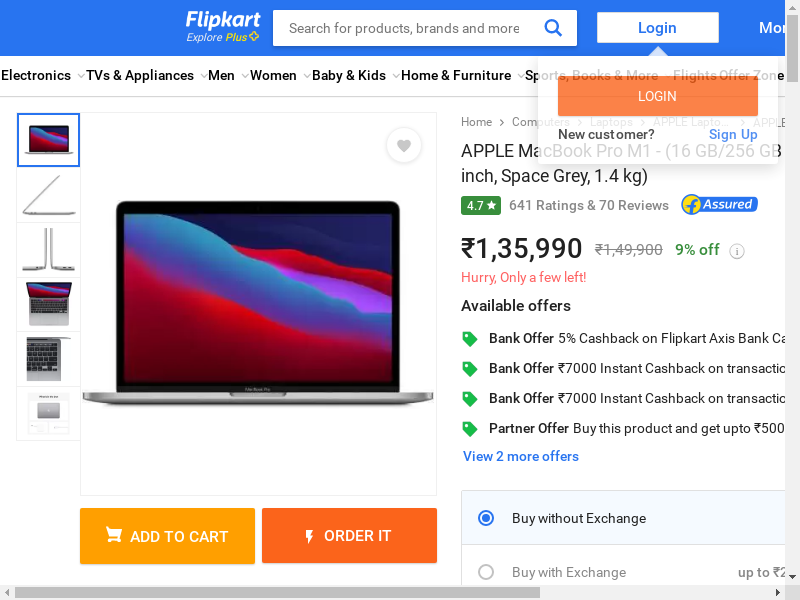 Flipkart
Explore Plus
Search for products, brands and more
Login
Mor
Electronics
TVs & Appliances
Men
Women
Baby & Kids
Home & Furniture
Sports, Books & More
Flights
Offer Zone
LOGIN
New customer?
Sign Up
Home
Computers
Laptops
APPLE Lapto...
APPLE
APPLE MacBook Pro M1 - (16 GB/256 GB
inch, Space Grey, 1.4 kg)
4.7
641 Ratings & 70 Reviews
Assured
₹1,35,990
₹1,49,900
9% off
i
Hurry, Only a few left!
Available offers
Bank Offer 5% Cashback on Flipkart Axis Bank Ca
Bank Offer ₹7000 Instant Cashback on transactio
Bank Offer ₹7000 Instant Cashback on transactio
Partner Offer Buy this product and get upto ₹500
View 2 more offers
Buy without Exchange
Buy with Exchange
up to ₹2
MacBook Pro
ADD TO CART
ORDER IT